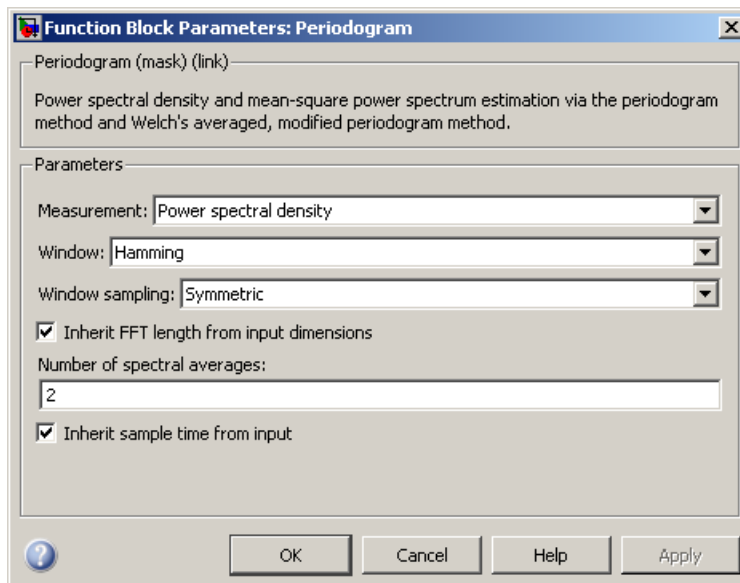 Function Block Parameters: Periodogram
Periodogram (mask) (link)
Power spectral density and mean-square power spectrum estimation via the periodogram
method and Welch's averaged, modified periodogram method.
Parameters
Measurement: Power spectral density
Window: Hamming
Window sampling: Symmetric
Inherit FFT length from input dimensions
Number of spectral averages:
2
Inherit sample time from input
OK Cancel Help Apply